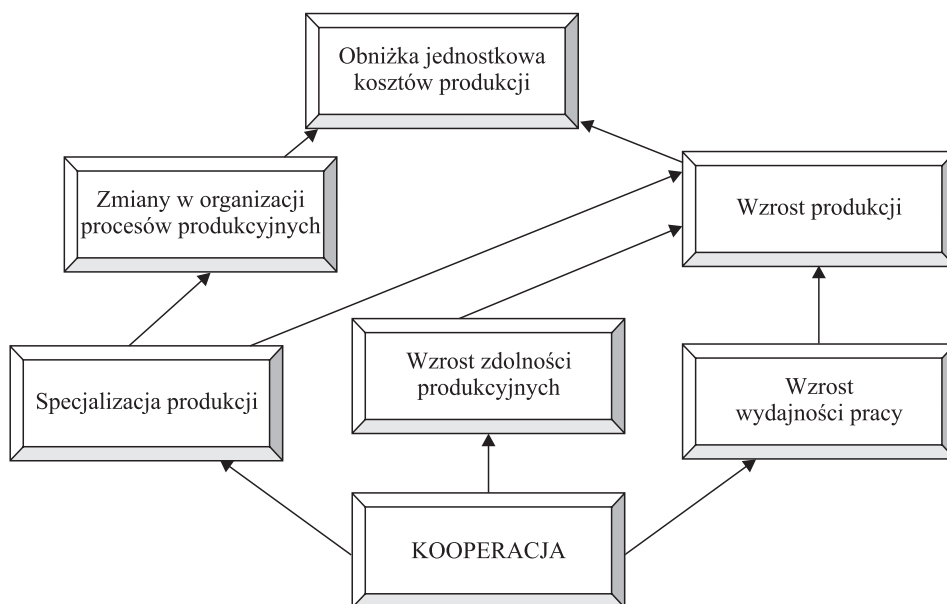 Obniżka jednostkowa
kosztów produkcji
Zmiany w organizacji
procesów produkcyjnych
Wzrost produkcji
Specjalizacja produkcji
Wzrost zdolności
produkcyjnych
Wzrost
wydajności pracy
KOOPERACJA